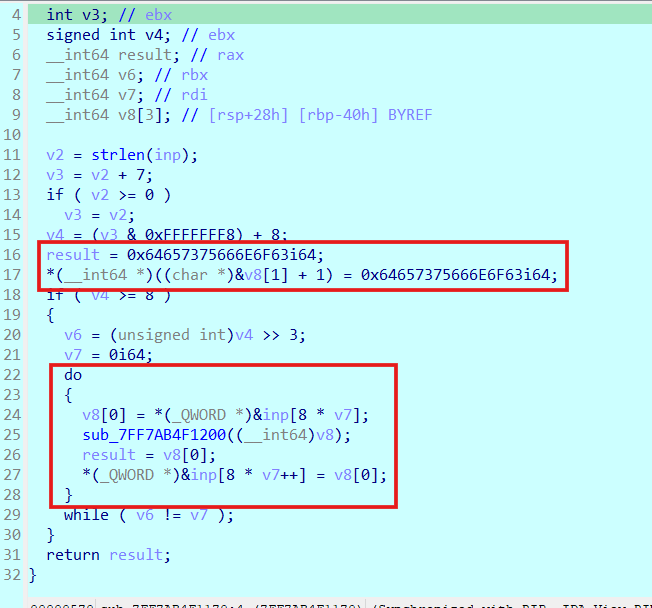 4 int v3; // ebx
5 signed int v4; // ebx
6 __int64 result; // rax
7 __int64 v6; // rbx
8 __int64 v7; // rdi
9 __int64 v8[3]; // [rsp+28h] [rbp-40h] BYREF
10
11 v2 = strlen(inp);
12 v3 = v2 + 7;
13 if ( v2 >= 0 )
14 v3 = v2;
15 v4 = (v3 & 0xFFFFFFF8) + 8;
16 result = 0x64657375666E6F63i64;
17 *(__int64 *)((char *)&v8[1] + 1) = 0x64657375666E6F63i64;
18 if ( v4 >= 8 )
19 {
20 v6 = (unsigned int)v4 >> 3;
21 v7 = 0i64;
22 do
23 {
24 v8[0] = *(_QWORD *)&inp[8 * v7];
25 sub_7FF7AB4F1200((__int64)v8);
26 result = v8[0];
27 *(_QWORD *)&inp[8 * v7++] = v8[0];
28 }
29 while ( v6 != v7 );
30 }
31 return result;
32 }